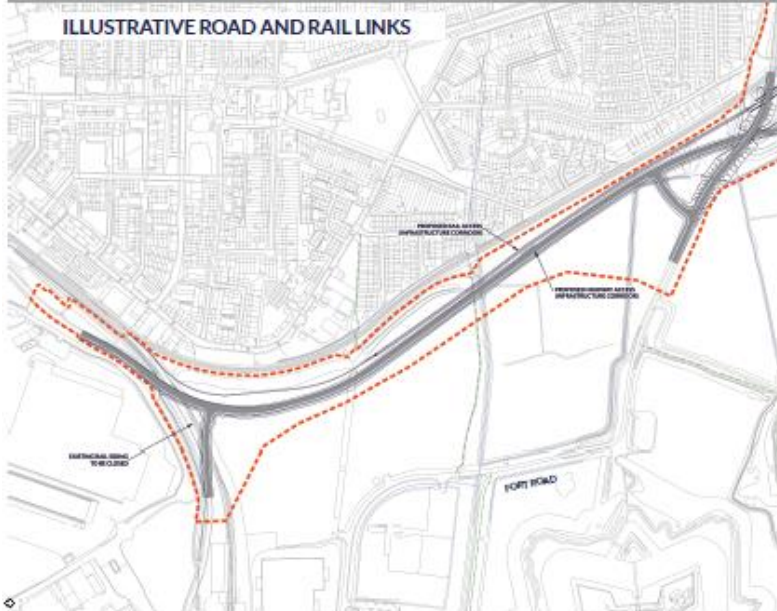 ILLUSTRATIVE ROAD AND RAIL LINKS
PROPOSED RAIL ACCESS
(INFRASTRUCTURE CORRIDOR)
PROPOSED HIGHWAY ACCESS
(INFRASTRUCTURE CORRIDOR)
EXISTING RAIL SIDING
TO BE CLOSED
FORT ROAD